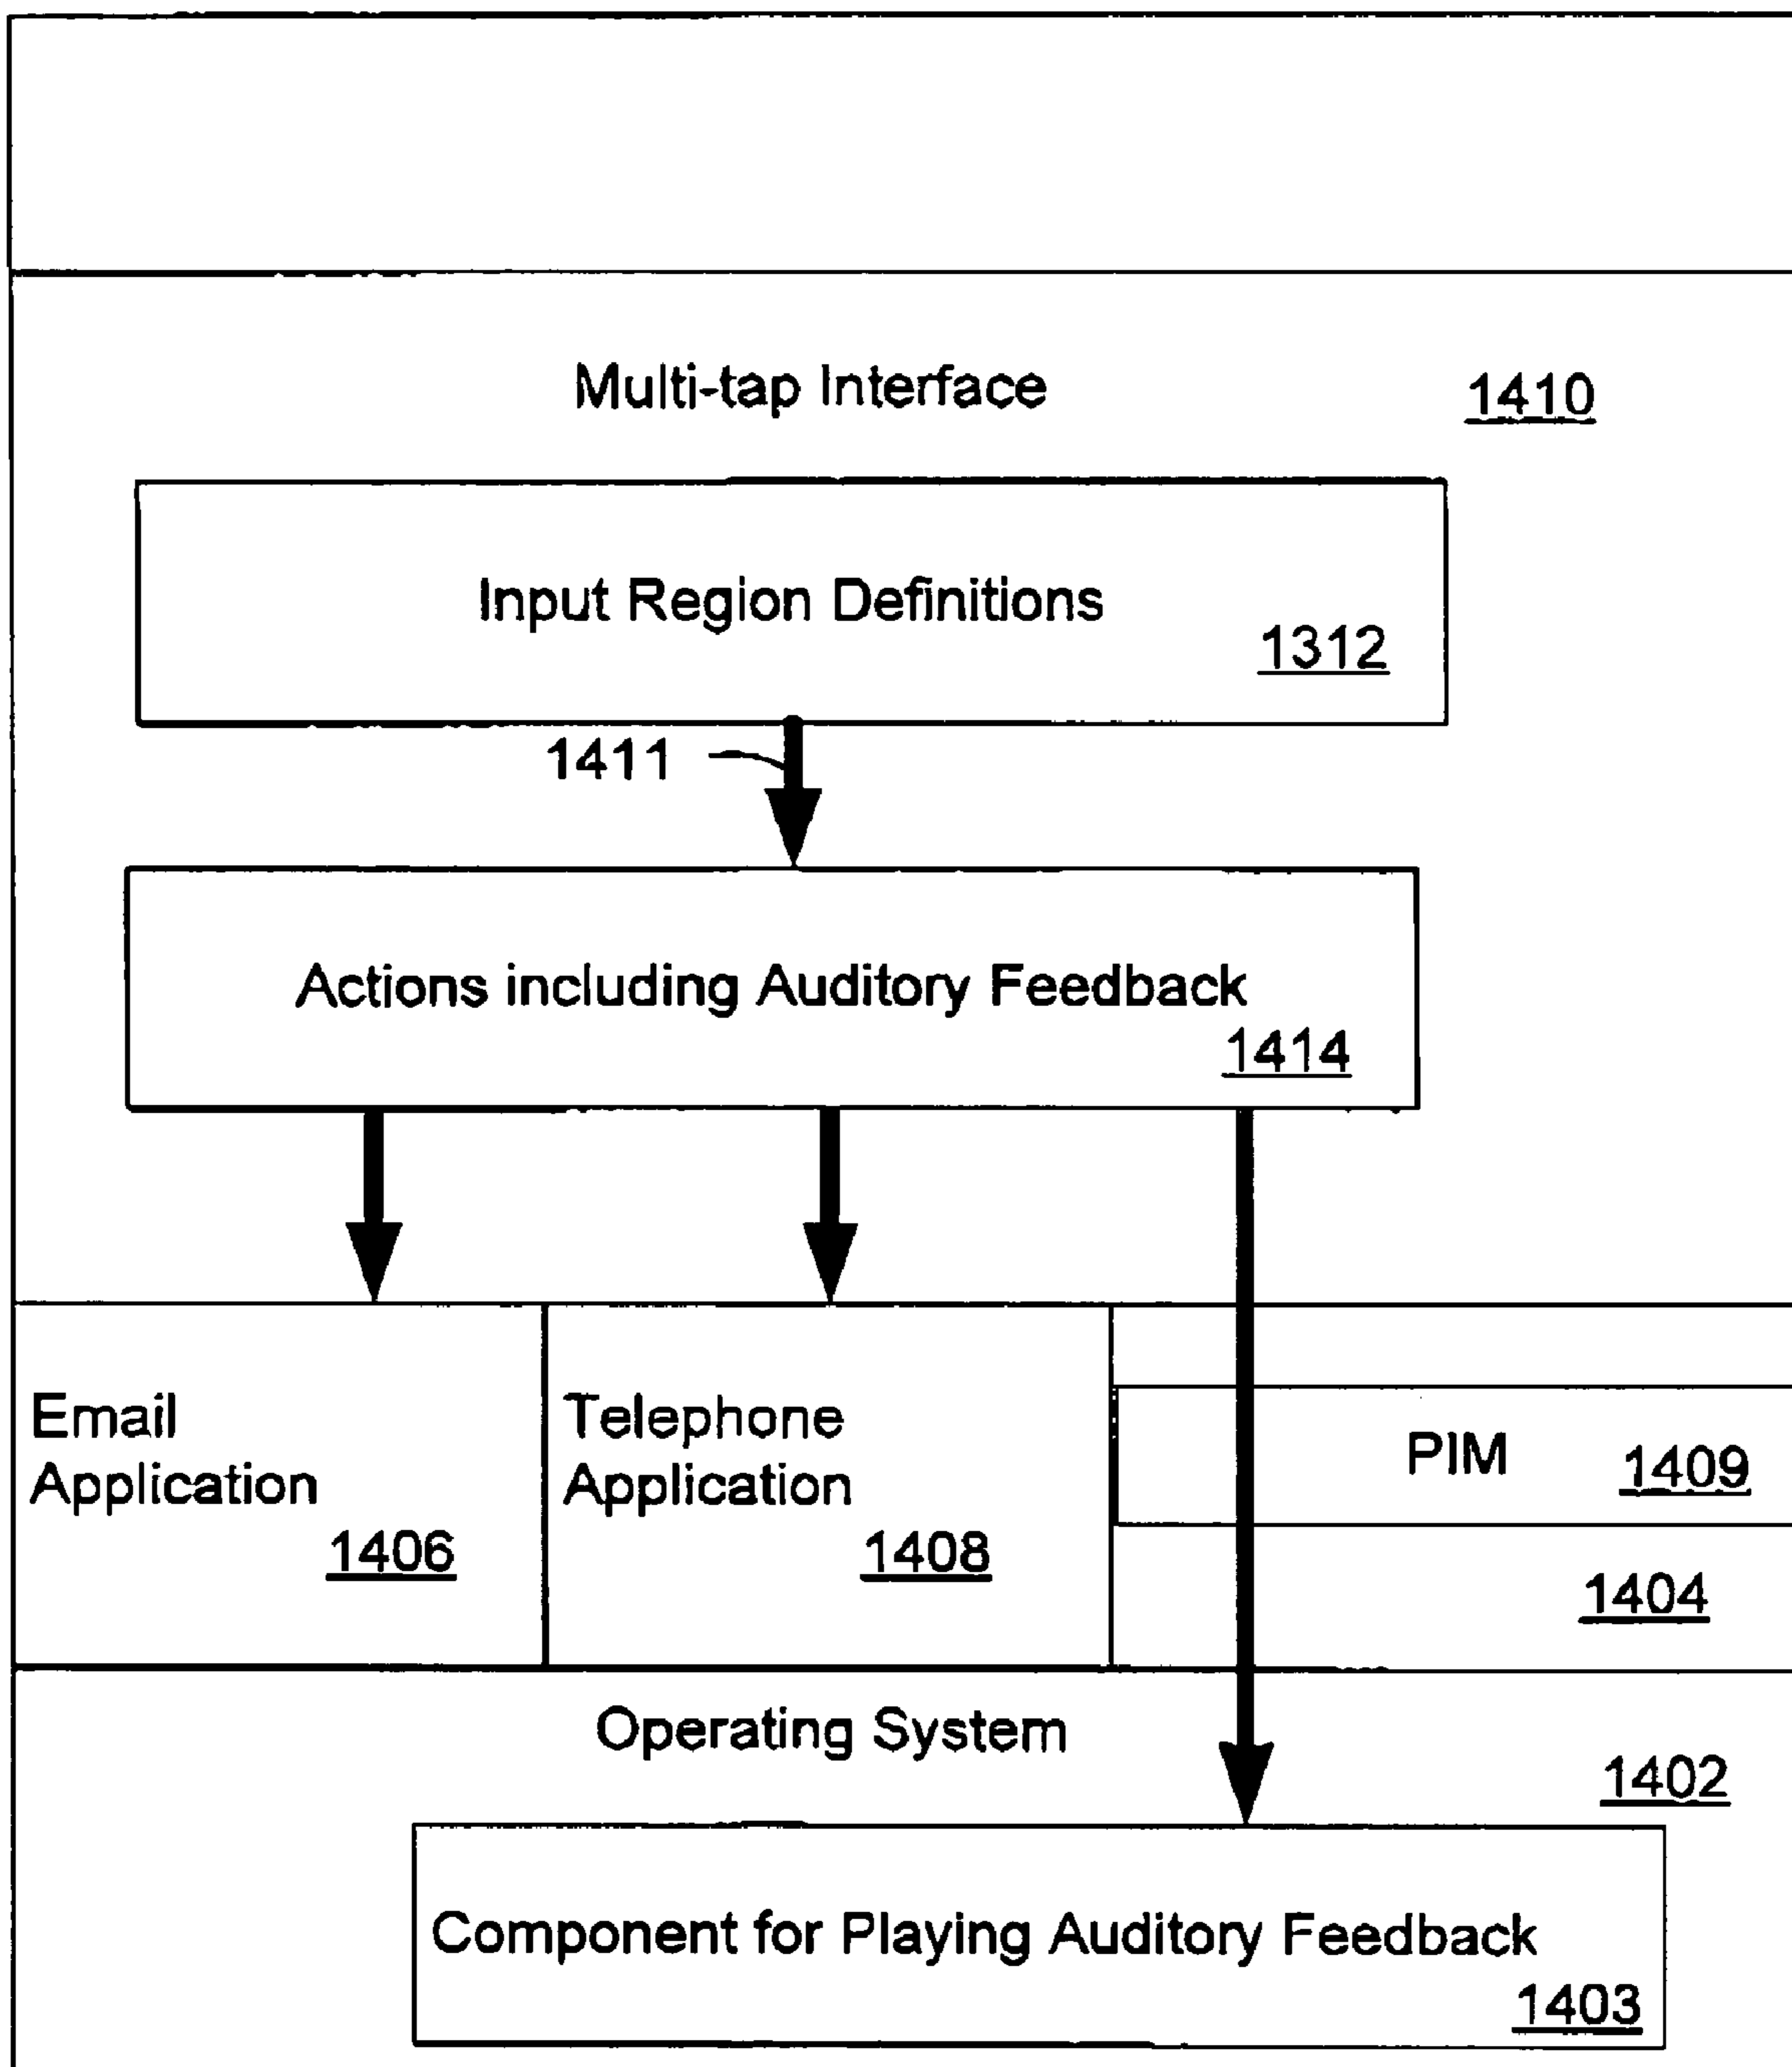 Multi-tap Interface 1410
Input Region Definitions
1312
1411
Actions including Auditory Feedback
1414
Email
Application
1406
Telephone
Application
1408
PIM 1409
1404
Operating System
1402
Component for Playing Auditory Feedback
1403